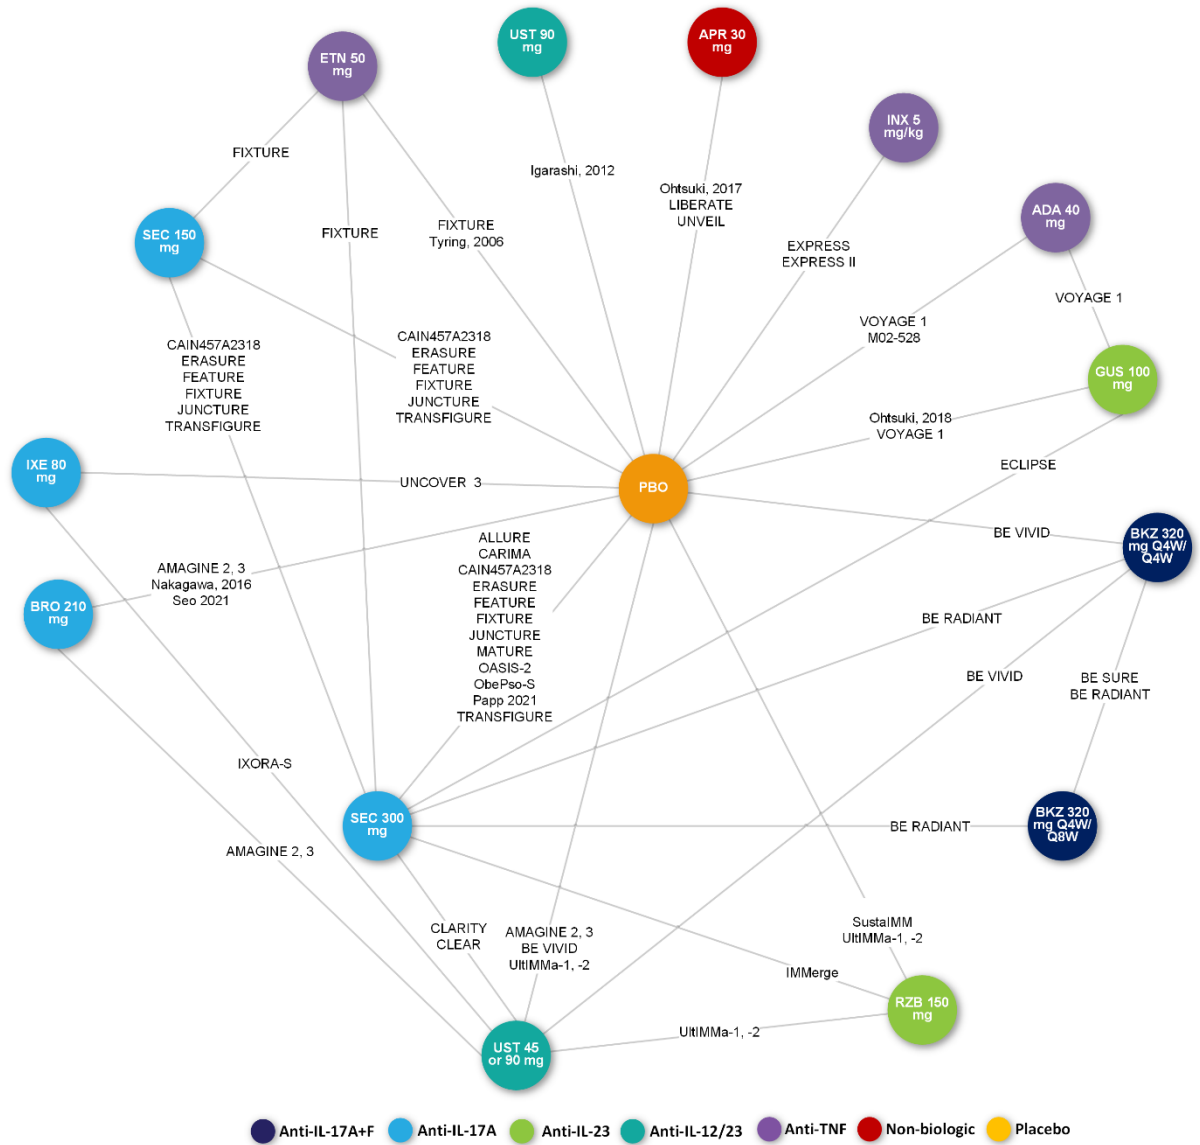 UST 90
mg
APR 30
mg
ETN 50
mg
INX 5
mg/kg
FIXTURE
Igarashi, 2012
Ohtsuki, 2017
LIBERATE
UNVEIL
ADA 40
mg
SEC 150
mg
FIXTURE
FIXTURE
Tyring, 2006
EXPRESS
EXPRESS II
VOYAGE 1
VOYAGE 1
M02-528
CAIN457A2318
ERASURE
FEATURE
FIXTURE
JUNCTURE
TRANSFIGURE
CAIN457A2318
ERASURE
FEATURE
FIXTURE
JUNCTURE
TRANSFIGURE
GUS 100
mg
Ohtsuki, 2018
VOYAGE 1
IXE 80
mg
UNCOVER 3
PBO
ECLIPSE
BKZ 320
mg Q4W/
Q4W
BE VIVID
AMAGINE 2, 3
Nakagawa, 2016
Seo 2021
BRO 210
mg
ALLURE
CARIMA
CAIN457A2318
ERASURE
FEATURE
FIXTURE
JUNCTURE
MATURE
OASIS-2
ObePso-S
Papp 2021
TRANSFIGURE
BE RADIANT
BE VIVID
BE SURE
BE RADIANT
IXORA-S
SEC 300
mg
BE RADIANT
BKZ 320
mg Q4W/
Q8W
AMAGINE 2, 3
CLARITY
CLEAR
AMAGINE 2, 3
BE VIVID
UltIMMa-1, -2
SustaIMM
UltIMMa-1, -2
IMMerge
RZB 150
mg
UltIMMa-1, -2
UST 45
or 90 mg
Anti-IL-17A+F
Anti-IL-17A
Anti-IL-23
Anti-IL-12/23
Anti-TNF
Non-biologic
Placebo